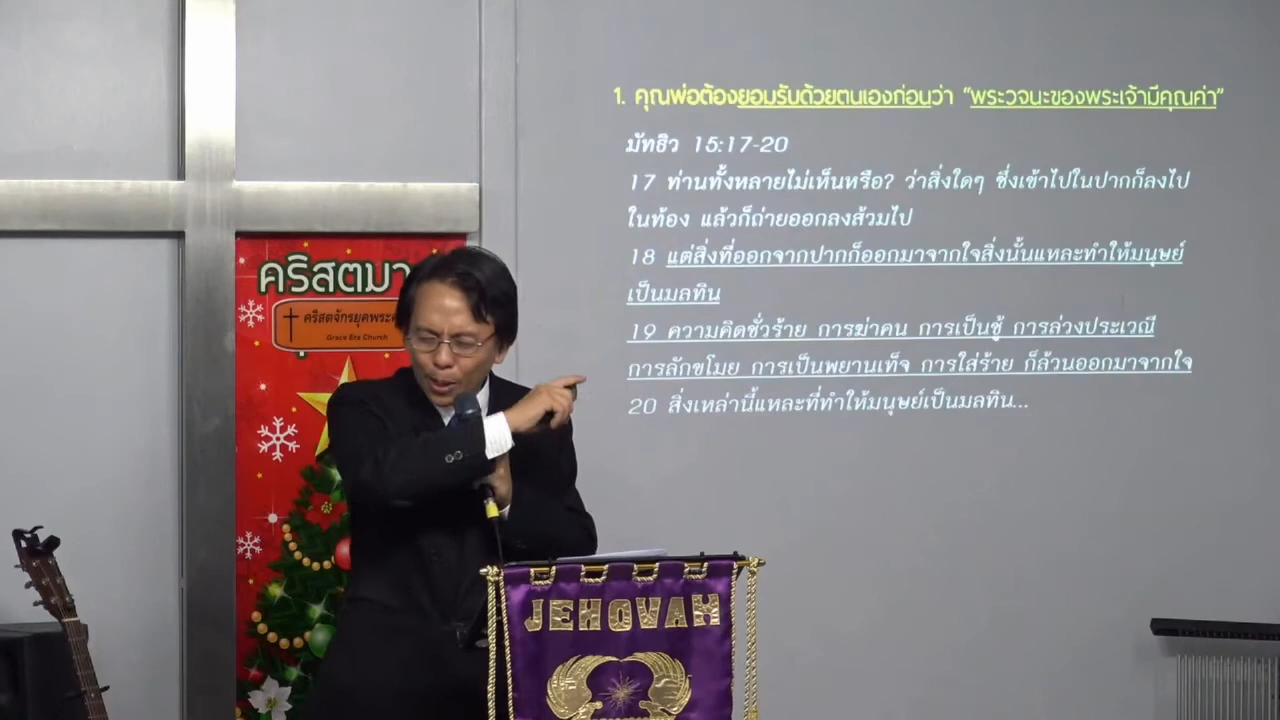 1. คุณพ่อต้องยอมรับด้วยตนเองก่อนว่า “พระวจนะของพระเจ้ามีคุณค่า”
มัทธิว 15:17-20
17 ท่านทั้งหลายไม่เห็นหรือ? ว่าสิ่งใดๆ ซึ่งเข้าไปในปากก็ลงไป
ในท้อง แล้วก็ถ่ายออกลงส้วมไป
18 แต่สิ่งที่ออกจากปากก็ออกมาจากใจสิ่งนั้นแหละทำให้มนุษย์
เป็นมลทิน
19 ความคิดชั่วร้าย การฆ่าคน การเป็นชู้ การล่วงประเวณี
การลักขโมย การเป็นพยานเท็จ การใส่ร้าย ก็ล้วนออกมาจากใจ
20 สิ่งเหล่านี้แหละที่ทำให้มนุษย์เป็นมลทิน...
คริสตมา
คริสตจักรยุคพระ
Grace Era Church
JEHOVAH